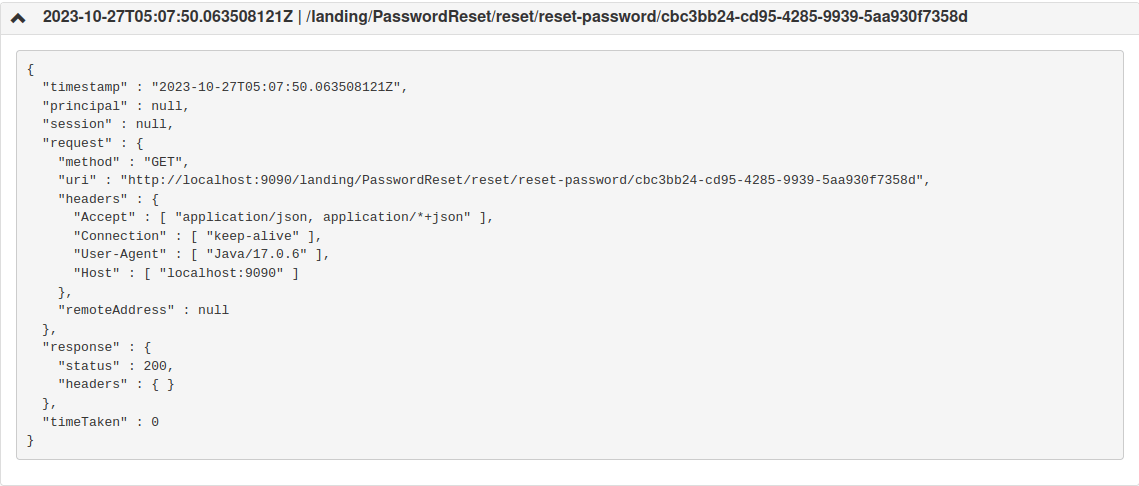 2023-10-27T05:07:50.063508121Z | /landing/PasswordReset/reset/reset-password/cbc3bb24-cd95-4285-9939-5aa930f7358d
{
  "timestamp" : "2023-10-27T05:07:50.063508121Z",
  "principal" : null,
  "session" : null,
  "request" : {
    "method" : "GET",
    "uri" : "http://localhost:9090/landing/PasswordReset/reset/reset-password/cbc3bb24-cd95-4285-9939-5aa930f7358d",
    "headers" : {
      "Accept" : [ "application/json, application/*+json" ],
      "Connection" : [ "keep-alive" ],
      "User-Agent" : [ "Java/17.0.6" ],
      "Host" : [ "localhost:9090" ]
    },
    "remoteAddress" : null
  },
  "response" : {
    "status" : 200,
    "headers" : { }
  },
  "timeTaken" : 0
}